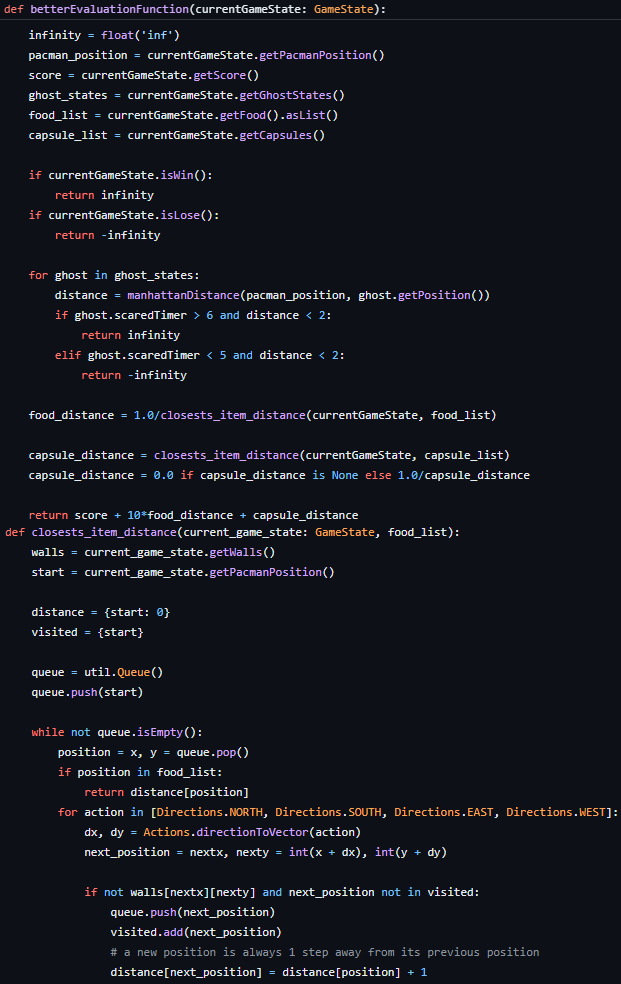 def betterEvaluationFunction(currentGameState: GameState):
    infinity = float('inf')
    pacman_position = currentGameState.getPacmanPosition()
    score = currentGameState.getScore()
    ghost_states = currentGameState.getGhostStates()
    food_list = currentGameState.getFood().asList()
    capsule_list = currentGameState.getCapsules()

    if currentGameState.isWin():
        return infinity
    if currentGameState.isLose():
        return -infinity

    for ghost in ghost_states:
        distance = manhattanDistance(pacman_position, ghost.getPosition())
        if ghost.scaredTimer > 6 and distance < 2:
            return infinity
        elif ghost.scaredTimer < 5 and distance < 2:
            return -infinity

    food_distance = 1.0/closests_item_distance(currentGameState, food_list)

    capsule_distance = closests_item_distance(currentGameState, capsule_list)
    capsule_distance = 0.0 if capsule_distance is None else 1.0/capsule_distance

    return score + 10*food_distance + capsule_distance
def closests_item_distance(current_game_state: GameState, food_list):
    walls = current_game_state.getWalls()
    start = current_game_state.getPacmanPosition()

    distance = {start: 0}
    visited = {start}

    queue = util.Queue()
    queue.push(start)

    while not queue.isEmpty():
        position = x, y = queue.pop()
        if position in food_list:
            return distance[position]
        for action in [Directions.NORTH, Directions.SOUTH, Directions.EAST, Directions.WEST]:
            dx, dy = Actions.directionToVector(action)
            next_position = nextx, nexty = int(x + dx), int(y + dy)

            if not walls[nextx][nexty] and next_position not in visited:
                queue.push(next_position)
                visited.add(next_position)
                # a new position is always 1 step away from its previous position
                distance[next_position] = distance[position] + 1